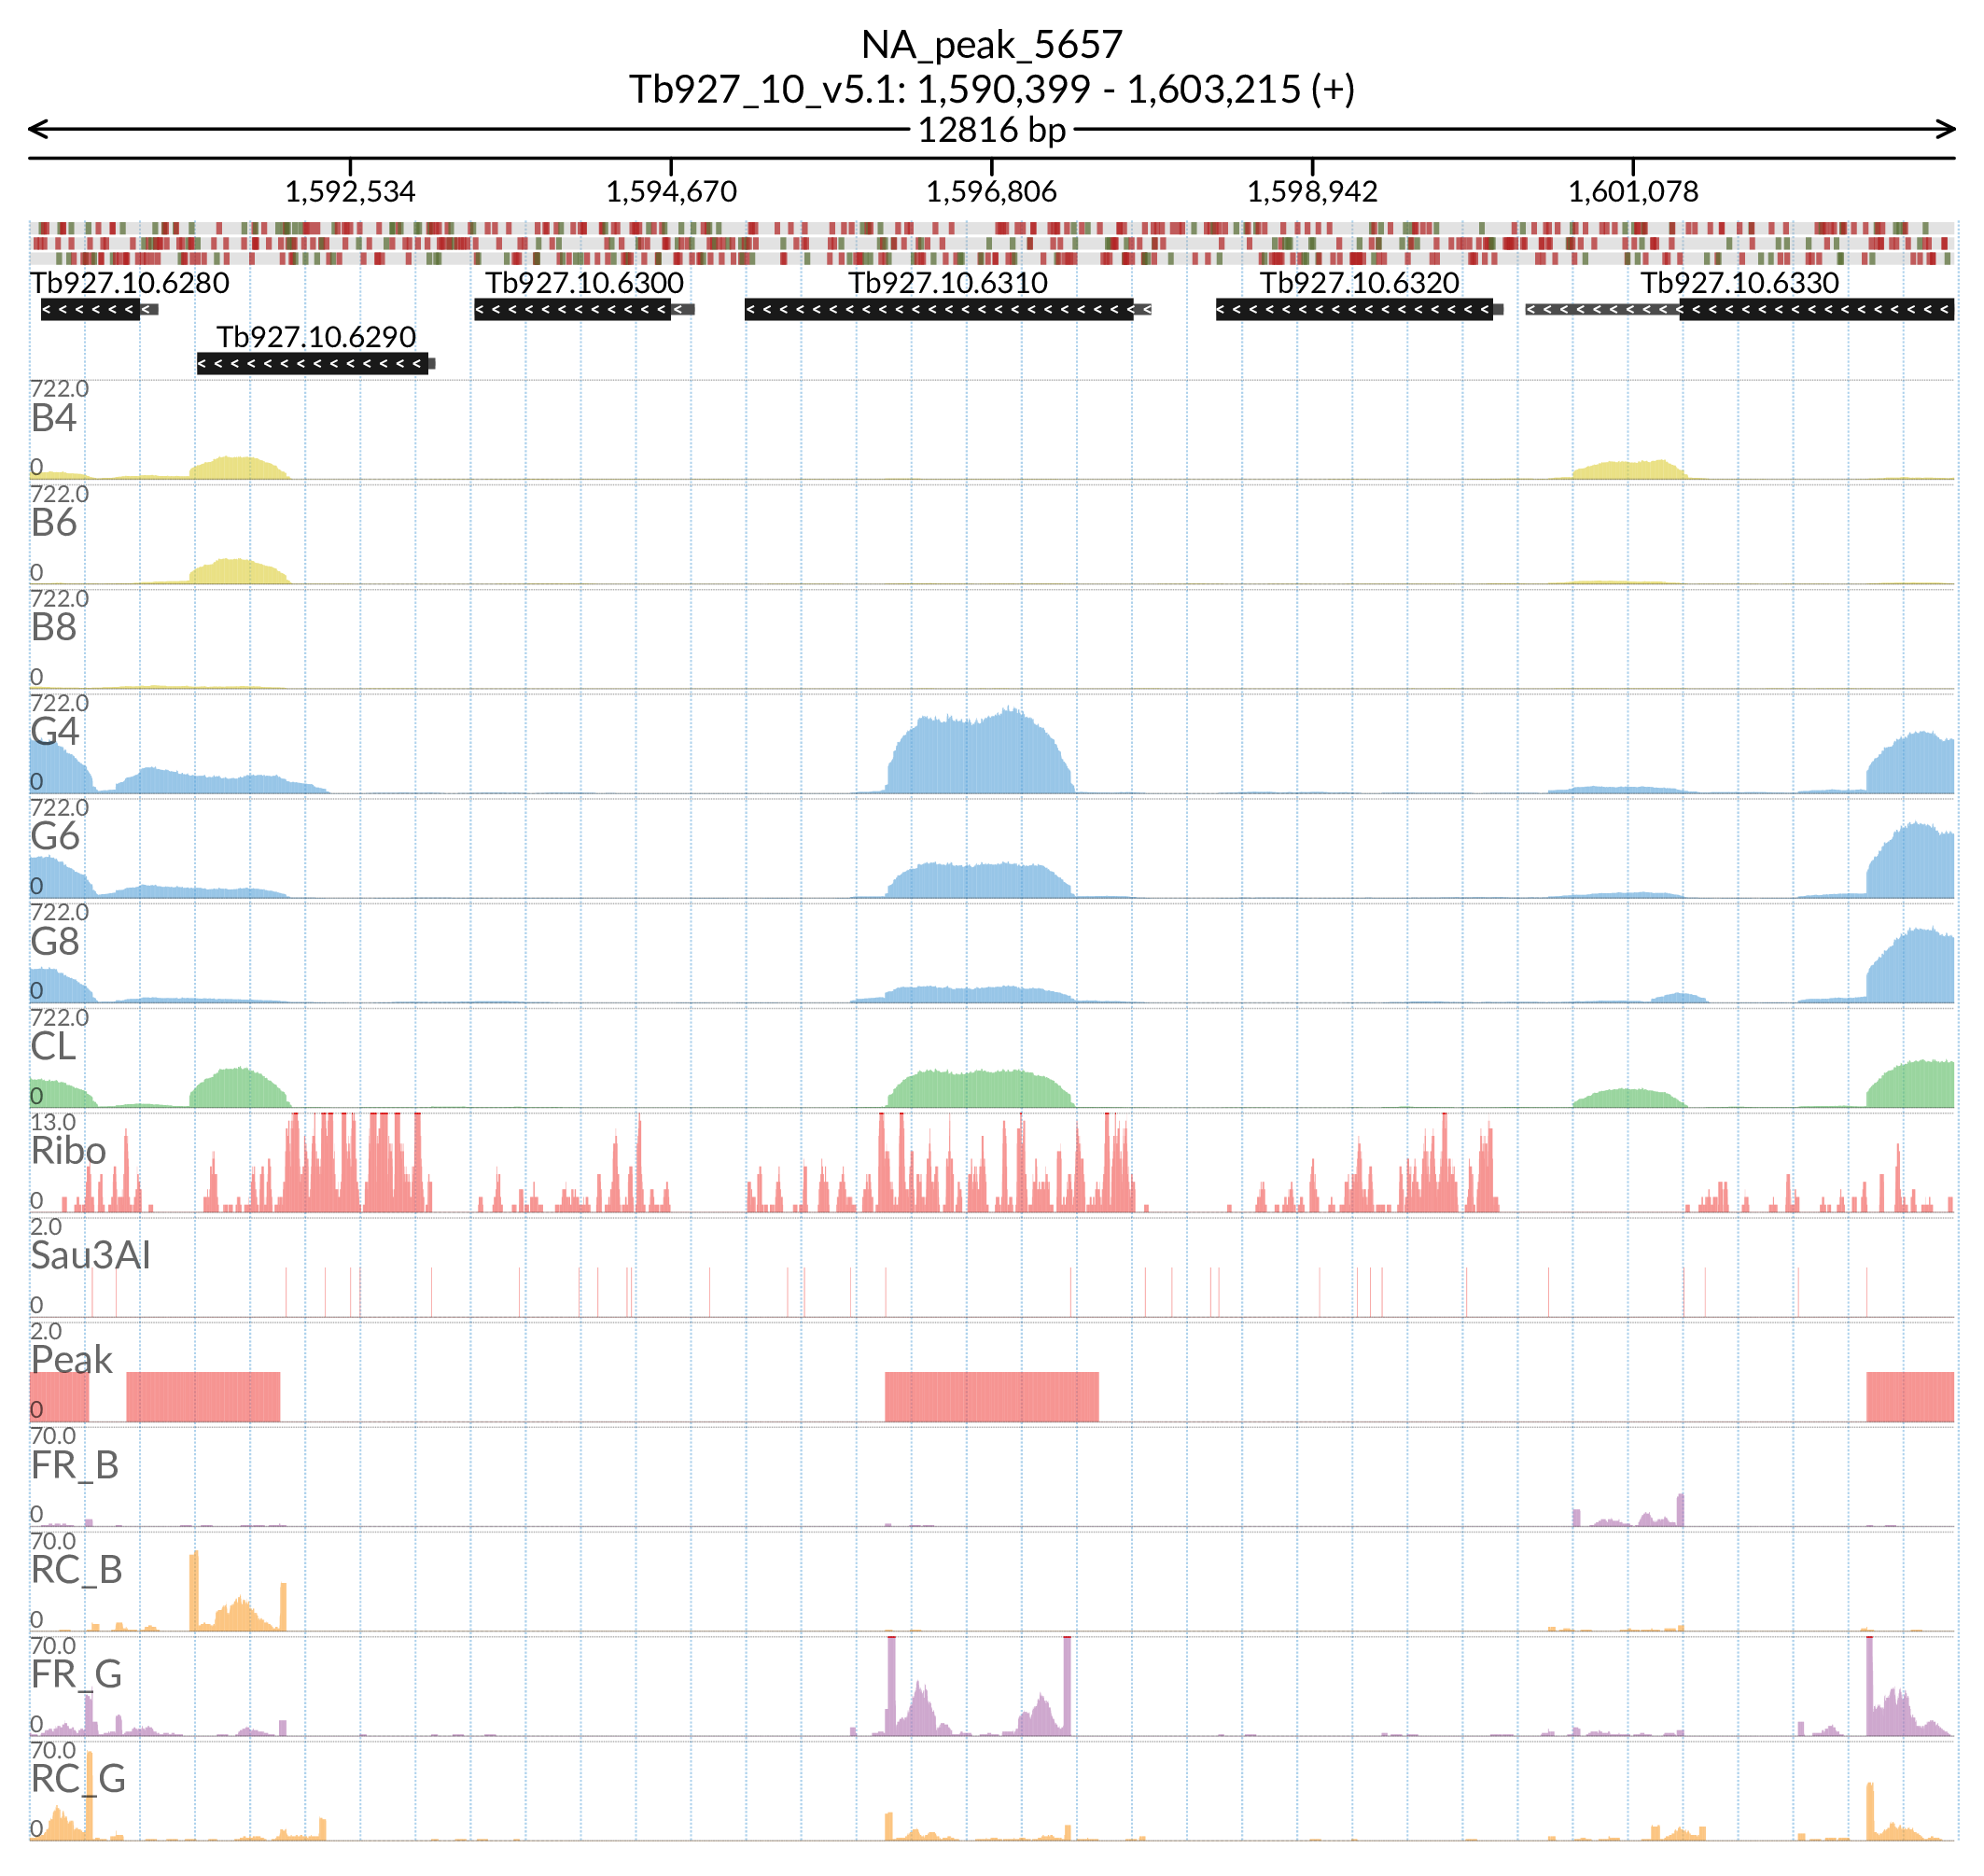 NA_peak_5657
Tb927_10_v5.1: 1,590,399 - 1,603,215 (+)
12816 bp
1,592,534 1,594,670 1,596,806 1,598,942 1,601,078
Tb927.10.6280 Tb927.10.6300 Tb927.10.6310 Tb927.10.6320 Tb927.10.6330
Tb927.10.6290
722.0
B4
0
722.0
B6
0
722.0
B8
0
722.0
G4
0
722.0
G6
0
722.0
G8
0
722.0
CL
0
13.0
Ribo
0
2.0
Sau3AI
0
2.0
Peak
0
70.0
FR_B
0
70.0
RC_B
0
70.0
FR_G
0
70.0
RC_G
0